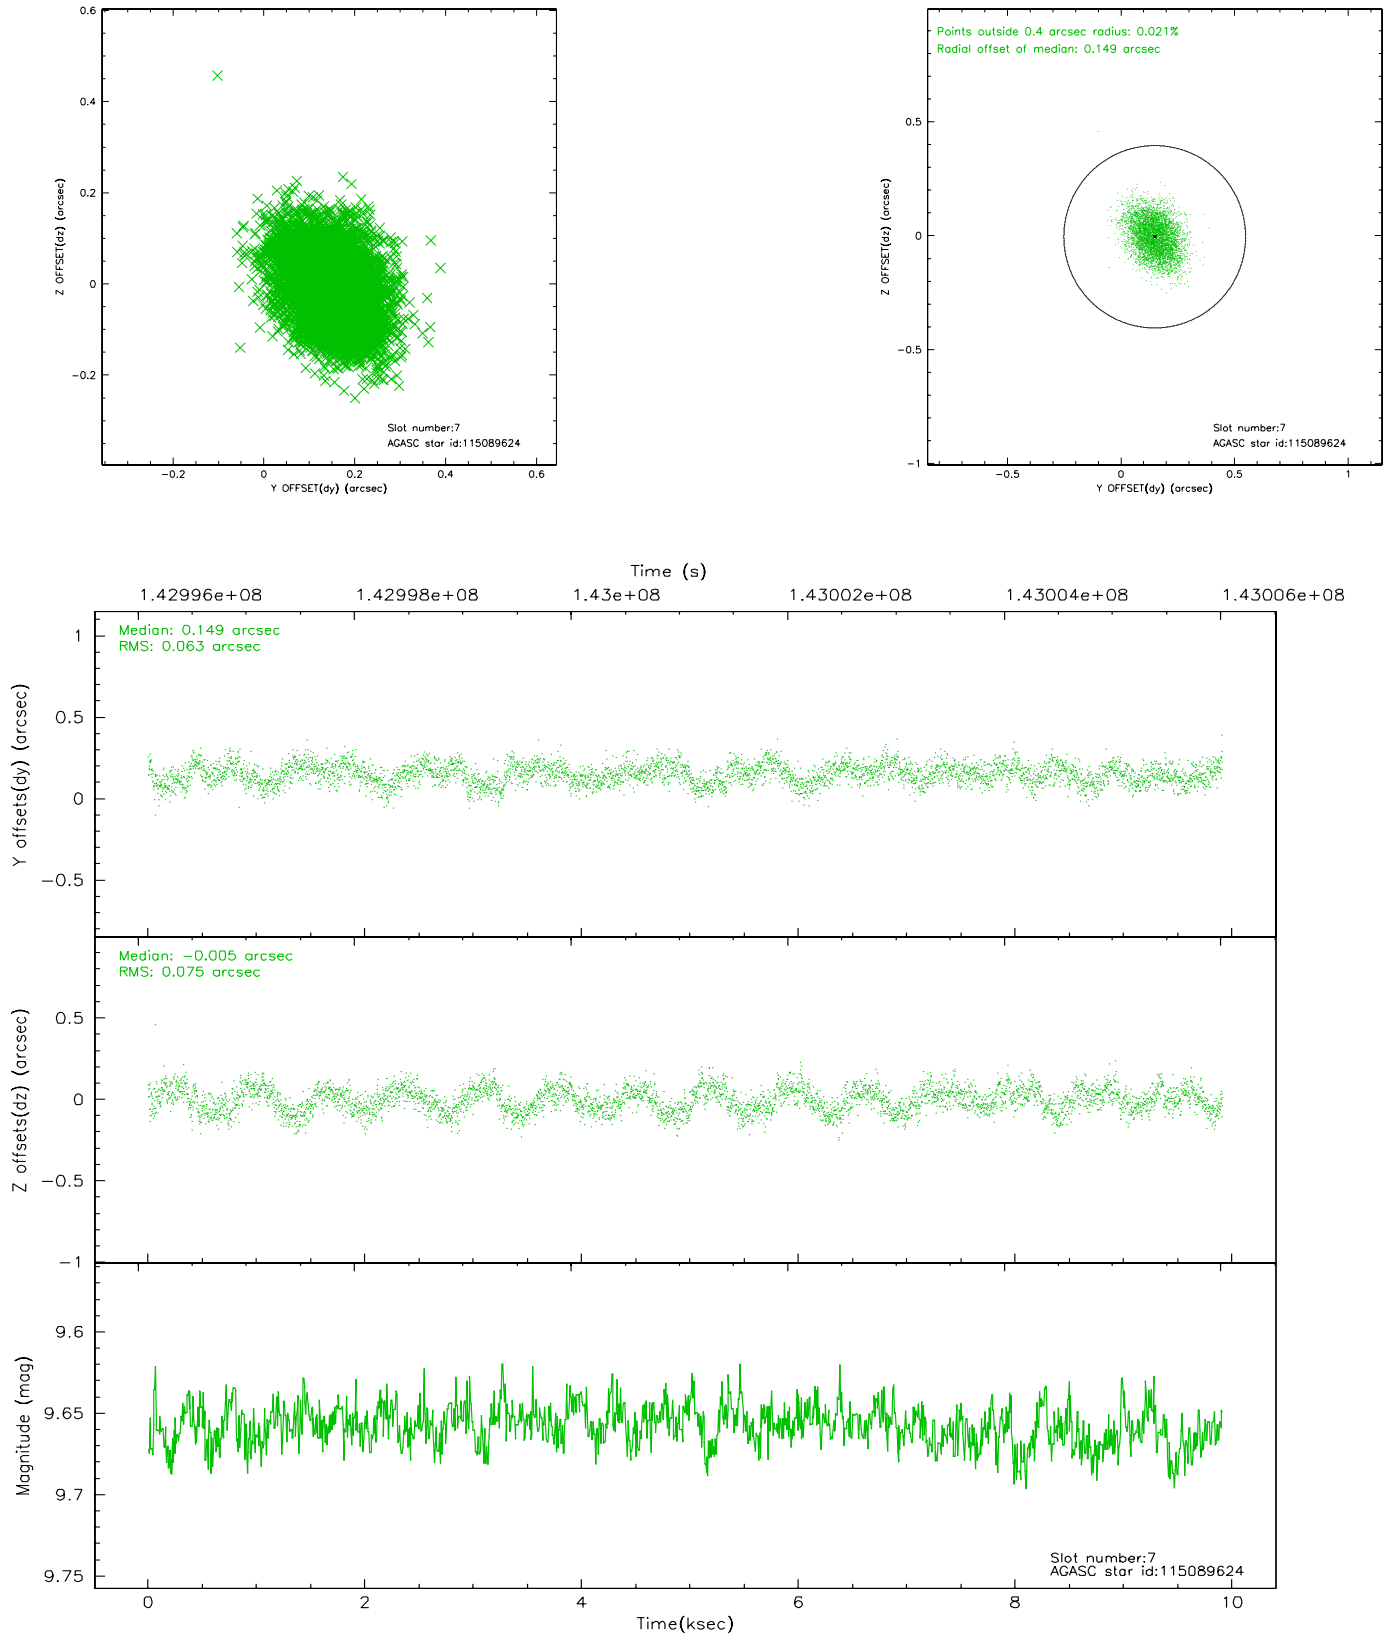 0.6
0.4
0.2
0
−0.2
Z OFFSET(dz) (arcsec)
Slot number:7
AGASC star id:115089624
−0.2 0 0.2 0.4 0.6
Y OFFSET(dy) (arcsec)
Points outside 0.4 arcsec radius: 0.021%
Radial offset of median: 0.149 arcsec
0.5
0
−0.5
−1
Z OFFSET(dz) (arcsec)
Slot number:7
AGASC star id:115089624
−0.5 0 0.5 1
Y OFFSET(dy) (arcsec)
Time (s)
1.42996e+08 1.42998e+08 1.43e+08 1.43002e+08 1.43004e+08 1.43006e+08
Median: 0.149 arcsec
RMS: 0.063 arcsec
1
0.5
0
−0.5
Y offsets(dy) (arcsec)
Median: −0.005 arcsec
RMS: 0.075 arcsec
0.5
0
−0.5
−1
Z offsets(dz) (arcsec)
9.6
9.65
9.7
9.75
Magnitude (mag)
Slot number:7
AGASC star id:115089624
0 2 4 6 8 10
Time(ksec)